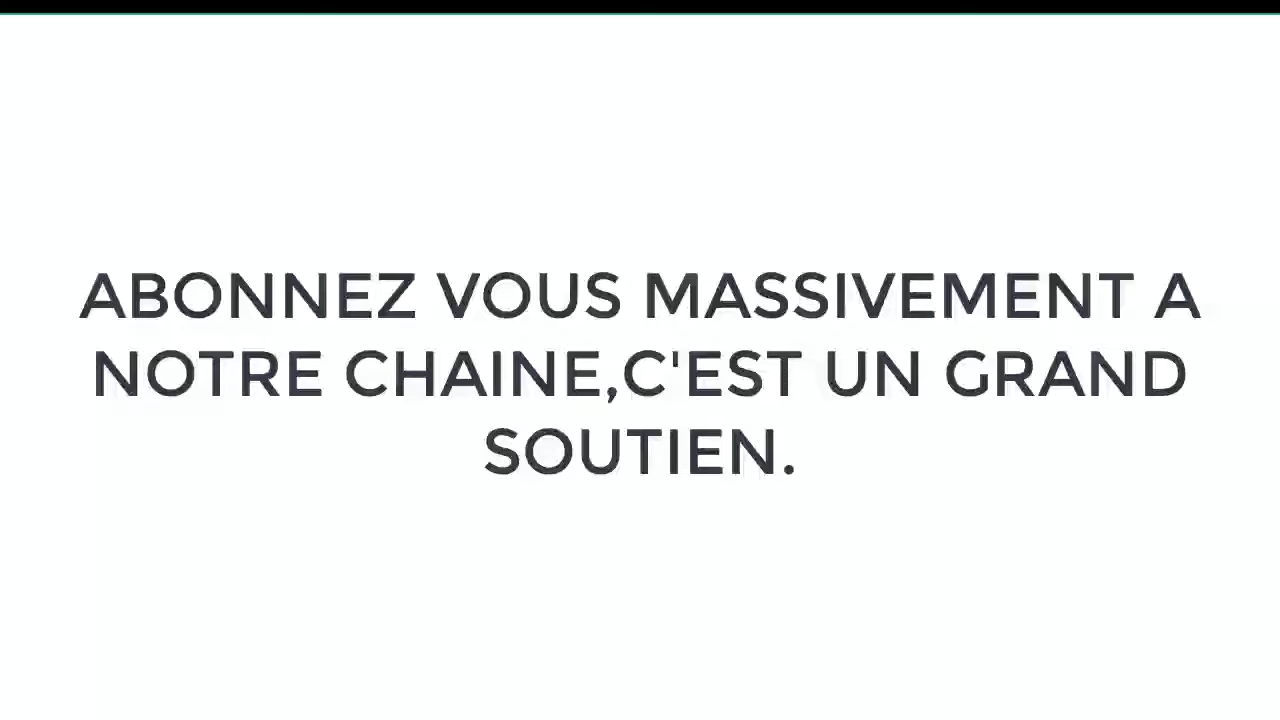 ABONNEZ VOUS MASSIVEMENT A
NOTRE CHAINE,C'EST UN GRAND
SOUTIEN.